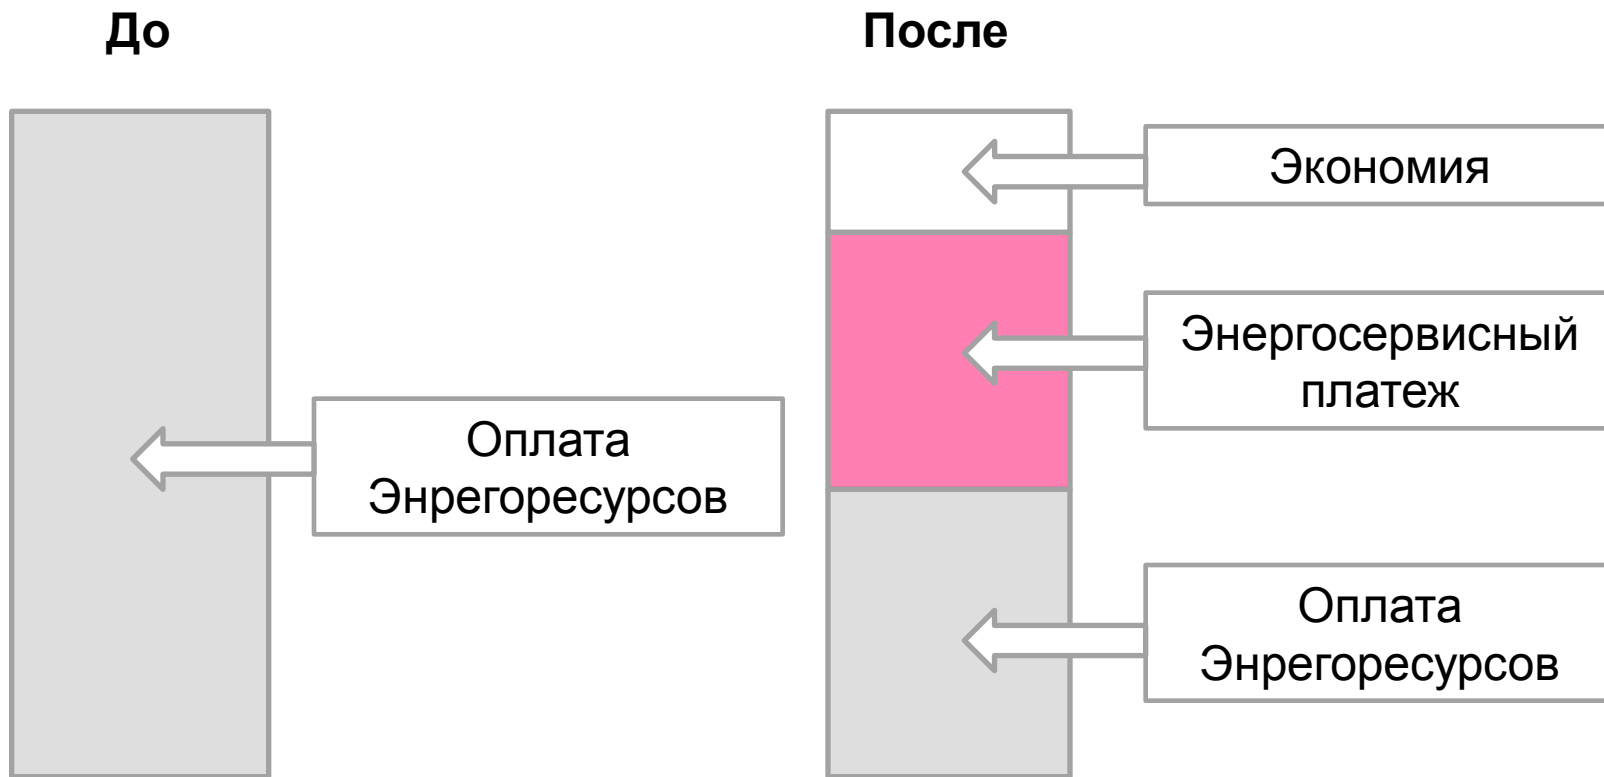 До
После
Оплата
Энрегоресурсов
Экономия
Энергосервисный
платеж
Оплата
Энрегоресурсов